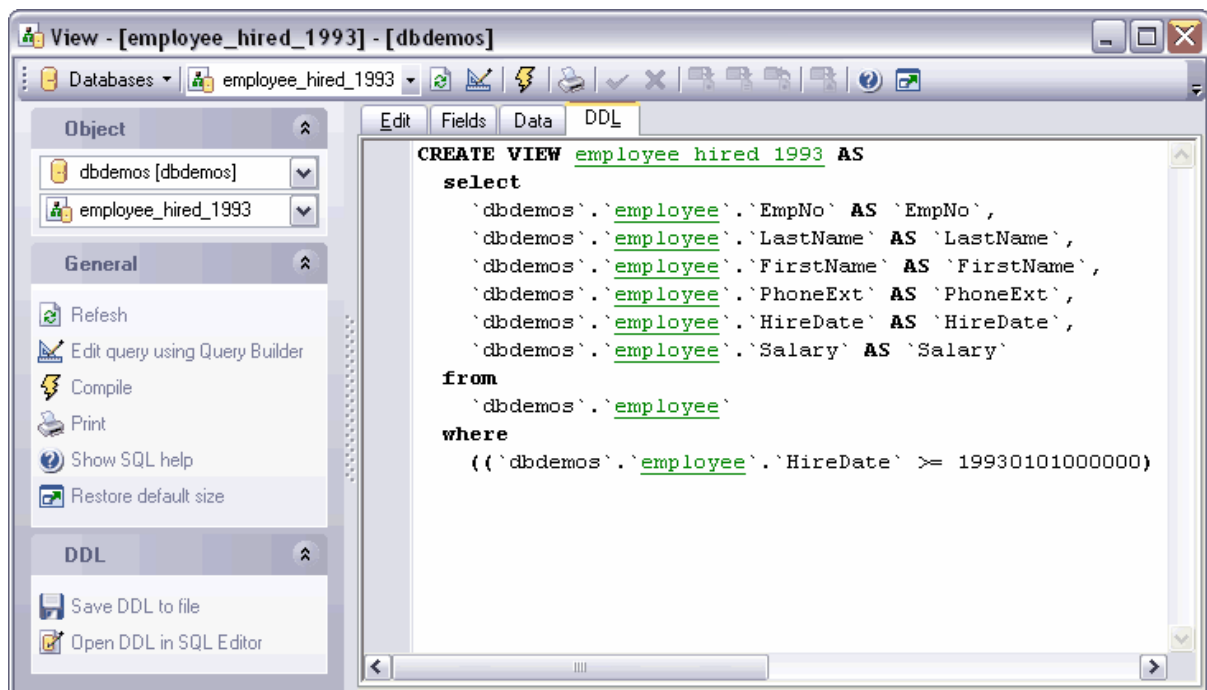 View - [employee_hired_1993] - [dbdemos]
Databases employee_hired_1993
Object
dbdemos [dbdemos]
employee_hired_1993
General
Refesh
Edit query using Query Builder
Compile
Print
Show SQL help
Restore default size
DDL
Save DDL to file
Open DDL in SQL Editor
Edit Fields Data DDL
CREATE VIEW employee_hired_1993 AS
select
`dbdemos`.`employee`.`EmpNo` AS `EmpNo`,
`dbdemos`.`employee`.`LastName` AS `LastName`,
`dbdemos`.`employee`.`FirstName` AS `FirstName`,
`dbdemos`.`employee`.`PhoneExt` AS `PhoneExt`,
`dbdemos`.`employee`.`HireDate` AS `HireDate`,
`dbdemos`.`employee`.`Salary` AS `Salary`
from
`dbdemos`.`employee`
where
((`dbdemos`.`employee`.`HireDate` >= 19930101000000)